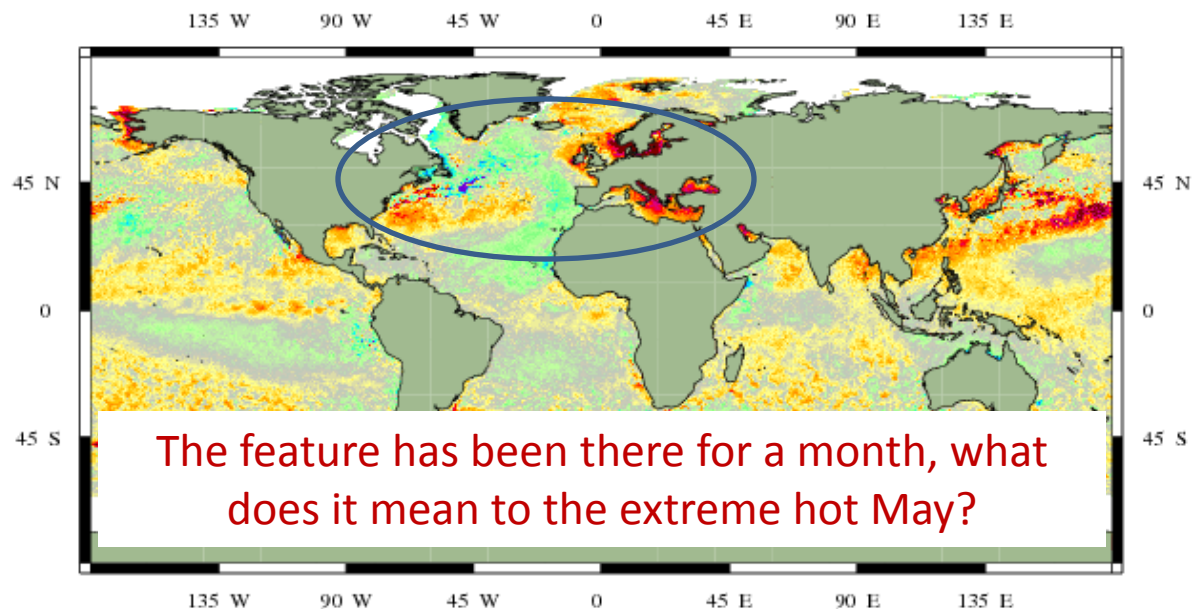 135 W 90 W 45 W 0 45 E 90 E 135 E
45 N 45 N
0 0
45 S 45 S
The feature has been there for a month, what
does it mean to the extreme hot May?
135 W 90 W 45 W 0 45 E 90 E 135 E